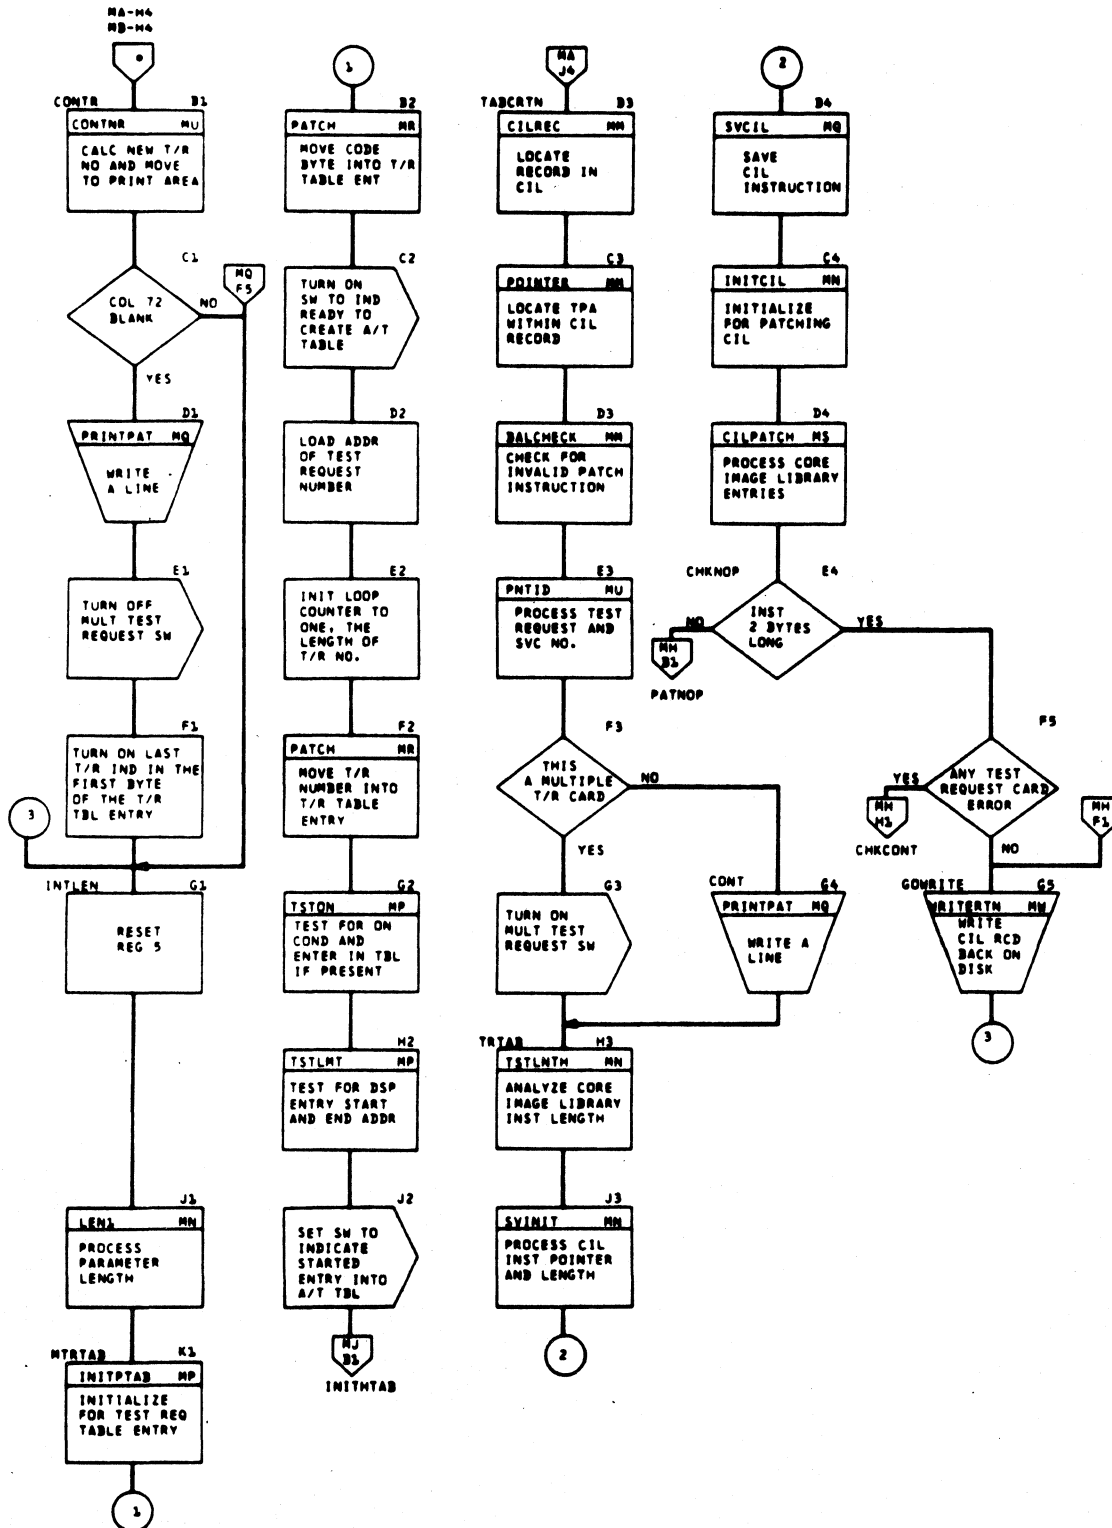 MA-H4
MB-H4
*
CONTR B1
CONTNR MU
CALC NEW T/R
NO AND MOVE
TO PRINT AREA
C1
COL 72
BLANK
NO
YES
MQ
F5
D1
PRINTPAT MQ
WRITE
A LINE
E1
TURN OFF
MULT TEST
REQUEST SW
F1
TURN ON LAST
T/R IND IN THE
FIRST BYTE
OF THE T/R
TBL ENTRY
3
INTLEN G1
RESET
REG 5
J1
LEN1 MN
PROCESS
PARAMETER
LENGTH
MTRTAB K1
INITPTAB MP
INITIALIZE
FOR TEST REQ
TABLE ENTRY
1
1
B2
PATCH MR
MOVE CODE
BYTE INTO T/R
TABLE ENT
C2
TURN ON
SW TO IND
READY TO
CREATE A/T
TABLE
D2
LOAD ADDR
OF TEST
REQUEST
NUMBER
E2
INIT LOOP
COUNTER TO
ONE, THE
LENGTH OF
T/R NO.
F2
PATCH MR
MOVE T/R
NUMBER INTO
T/R TABLE
ENTRY
G2
TSTON MP
TEST FOR ON
COND AND
ENTER IN TBL
IF PRESENT
H2
TSTLMT MP
TEST FOR DSP
ENTRY START
AND END ADDR
J2
SET SW TO
INDICATE
STARTED
ENTRY INTO
A/T TBL
MJ
B1
INITHTAB
MA
J4
TABCRTN B3
CILREC MM
LOCATE
RECORD IN
CIL
C3
POINTER MM
LOCATE TPA
WITHIN CIL
RECORD
D3
BALCHECK MM
CHECK FOR
INVALID PATCH
INSTRUCTION
E3
PNTID MU
PROCESS TEST
REQUEST AND
SVC NO.
F3
THIS
A MULTIPLE
T/R CARD
NO
YES
G3
TURN ON
MULT TEST
REQUEST SW
CONT G4
PRINTPAT MQ
WRITE A
LINE
TRTAB H3
TSTLNTH MN
ANALYZE CORE
IMAGE LIBRARY
INST LENGTH
J3
SVINIT MN
PROCESS CIL
INST POINTER
AND LENGTH
2
2
B4
SVCIL MQ
SAVE
CIL
INSTRUCTION
C4
INITCIL MN
INITIALIZE
FOR PATCHING
CIL
D4
CILPATCH MS
PROCESS CORE
IMAGE LIBRARY
ENTRIES
CHKNOP E4
INST
2 BYTES
LONG
NO
YES
MH
B1
PATNOP
F5
ANY TEST
REQUEST CARD
ERROR
YES
NO
MH
H1
CHKCONT
MH
F1
GOWRITE G5
WRITERTN MW
WRITE
CIL RCD
BACK ON
DISK
3